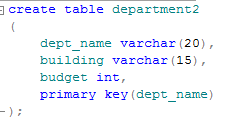 create table department2
(
dept_name varchar(20),
building varchar(15),
budget int,
primary key(dept_name)
);